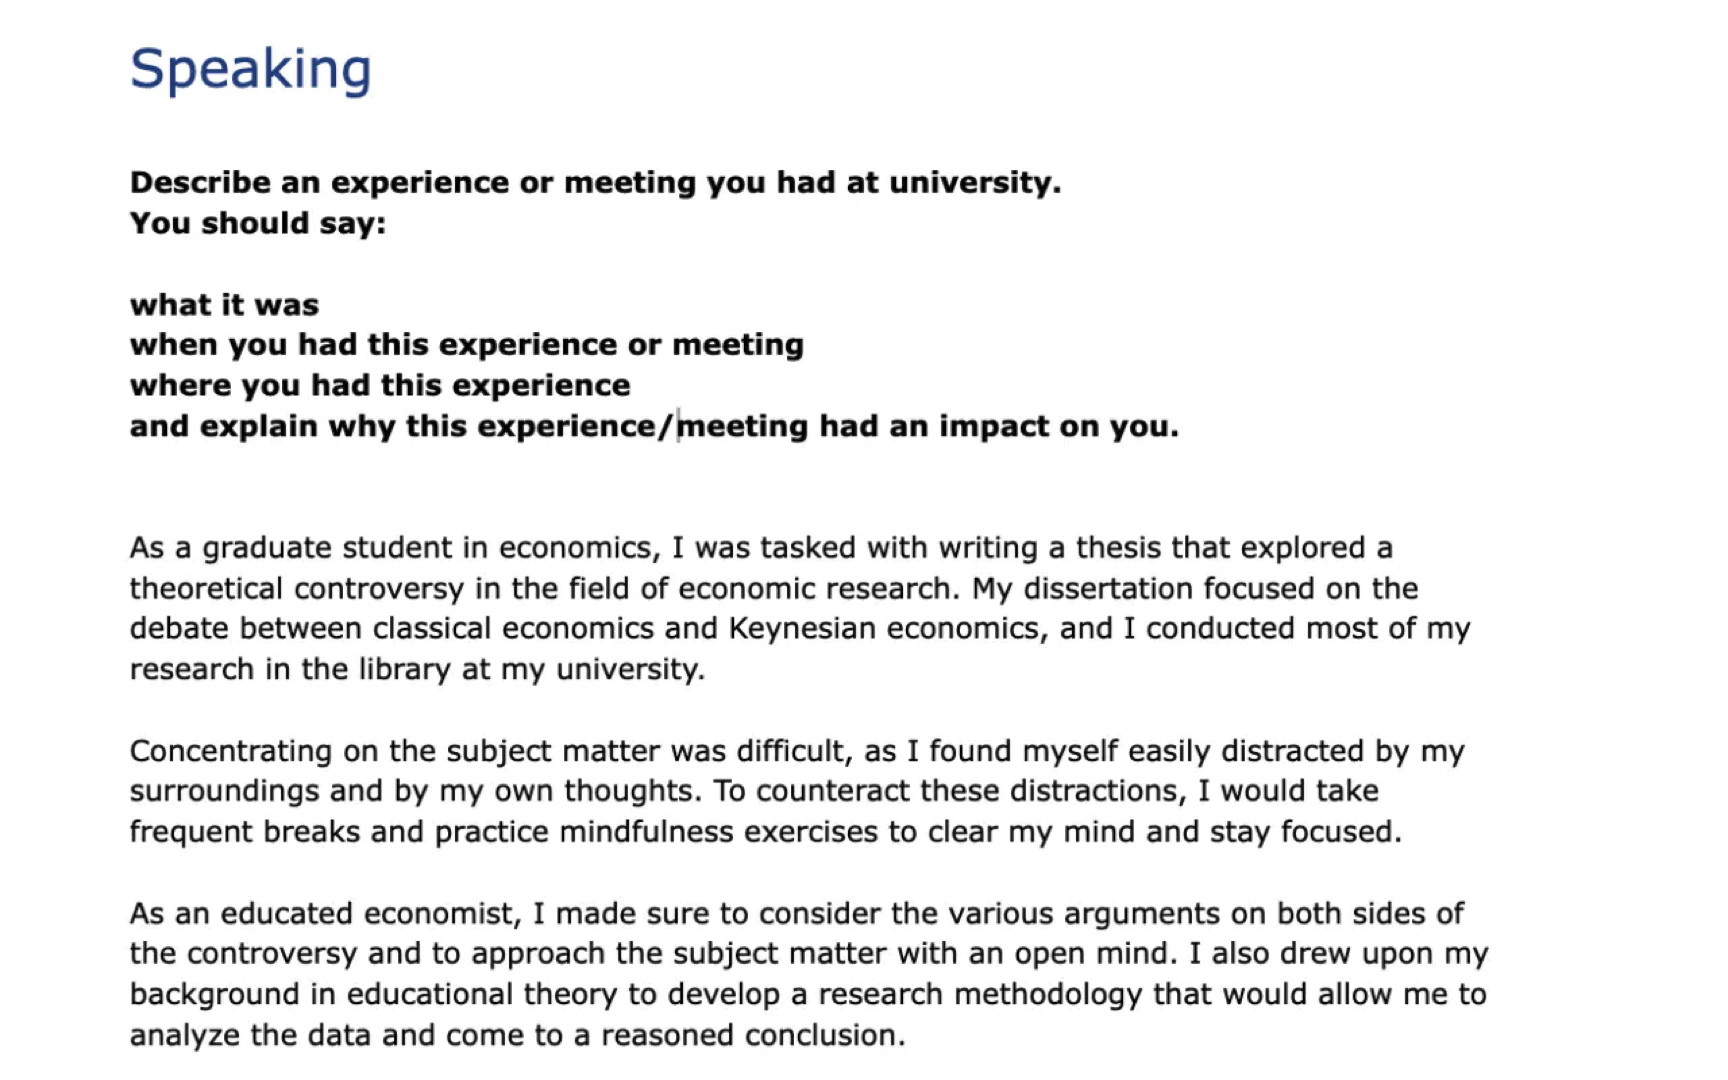 Speaking
Describe an experience or meeting you had at university.
You should say:
what it was
when you had this experience or meeting
where you had this experience
and explain why this experience/meeting had an impact on you.
As a graduate student in economics, I was tasked with writing a thesis that explored a
theoretical controversy in the field of economic research. My dissertation focused on the
debate between classical economics and Keynesian economics, and I conducted most of my
research in the library at my university.
Concentrating on the subject matter was difficult, as I found myself easily distracted by my
surroundings and by my own thoughts. To counteract these distractions, I would take
frequent breaks and practice mindfulness exercises to clear my mind and stay focused.
As an educated economist, I made sure to consider the various arguments on both sides of
the controversy and to approach the subject matter with an open mind. I also drew upon my
background in educational theory to develop a research methodology that would allow me to
analyze the data and come to a reasoned conclusion.